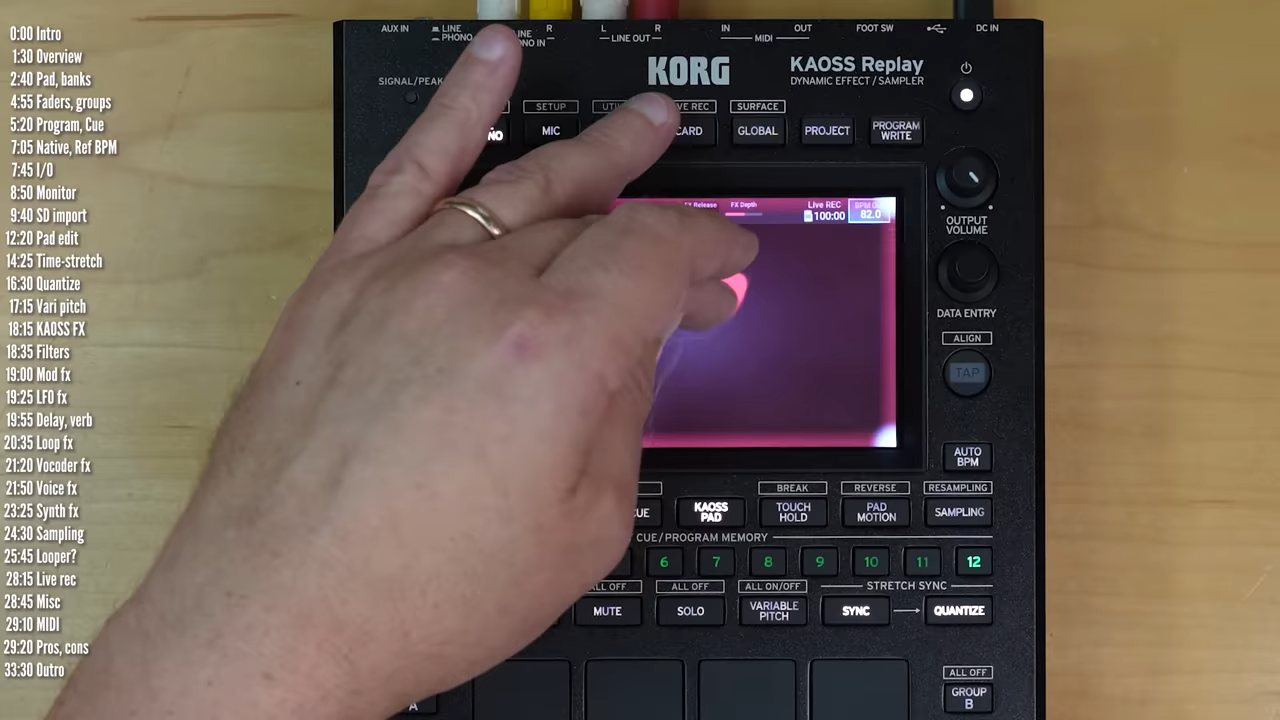 0:00 Intro
1:30 Overview
2:40 Pad, banks
4:55 Faders, groups
5:20 Program, Cue
7:05 Native, Ref BPM
7:45 I/O
8:50 Monitor
9:40 SD import
12:20 Pad edit
14:25 Time-stretch
16:30 Quantize
17:15 Vari pitch
18:15 KAOSS FX
18:35 Filters
19:00 Mod fx
19:25 LFO fx
19:55 Delay, verb
20:35 Loop fx
21:20 Vocoder fx
21:50 Voice fx
23:25 Synth fx
24:30 Sampling
25:45 Looper?
28:15 Live rec
28:45 Misc
29:10 MIDI
29:20 Pros, cons
33:30 Outro
AUX IN LINE R L R IN OUT FOOT SW DC IN
PHONO IN LINE OUT MIDI
KORG
KAOSS Replay
DYNAMIC EFFECT / SAMPLER
SIGNAL/PEAK
SETUP REC SURFACE
MIC CARD GLOBAL PROJECT PROGRAM
WRITE
FX Release FX Depth Live REC
100:00 82.0
OUTPUT
VOLUME
DATA ENTRY
ALIGN
TAP
AUTO
BPM
BREAK REVERSE RESAMPLING
KAOSS
PAD
TOUCH
HOLD
PAD
MOTION
SAMPLING
CUE/PROGRAM MEMORY
6 7 8 9 10 11 12
ALL OFF ALL OFF ALL ON/OFF STRETCH SYNC
MUTE SOLO VARIABLE
PITCH
SYNC QUANTIZE
ALL OFF
GROUP
B
A